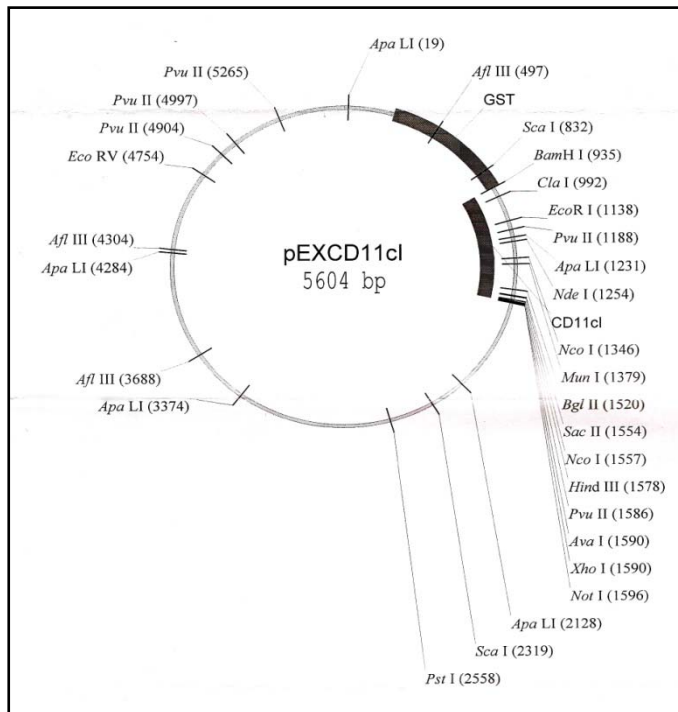 Apa LI (19)
Afl III (497)
GST
Sca I (832)
BamH I (935)
Cla I (992)
EcoR I (1138)
Pvu II (1188)
Apa LI (1231)
Nde I (1254)
CD11cl
Nco I (1346)
Mun I (1379)
Bgl II (1520)
Sac II (1554)
Nco I (1557)
Hind III (1578)
Pvu II (1586)
Ava I (1590)
Xho I (1590)
Not I (1596)
Apa LI (2128)
Sca I (2319)
Pst I (2558)
Apa LI (3374)
Afl III (3688)
Apa LI (4284)
Afl III (4304)
Eco RV (4754)
Pvu II (4904)
Pvu II (4997)
Pvu II (5265)
pEXCD11cl
5604 bp